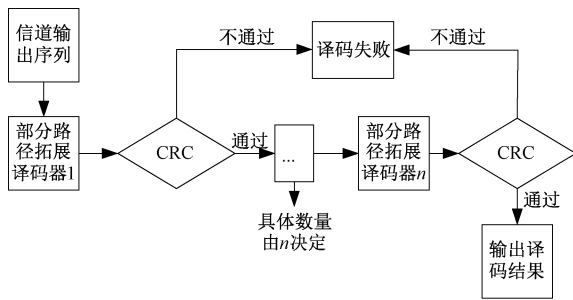 信道输
出序列
不通过
译码失败
不通过
部分路
径拓展
译码器1
CRC
通过
...
部分路
径拓展
译码器n
CRC
具体数量
由n决定
通过
输出译
码结果